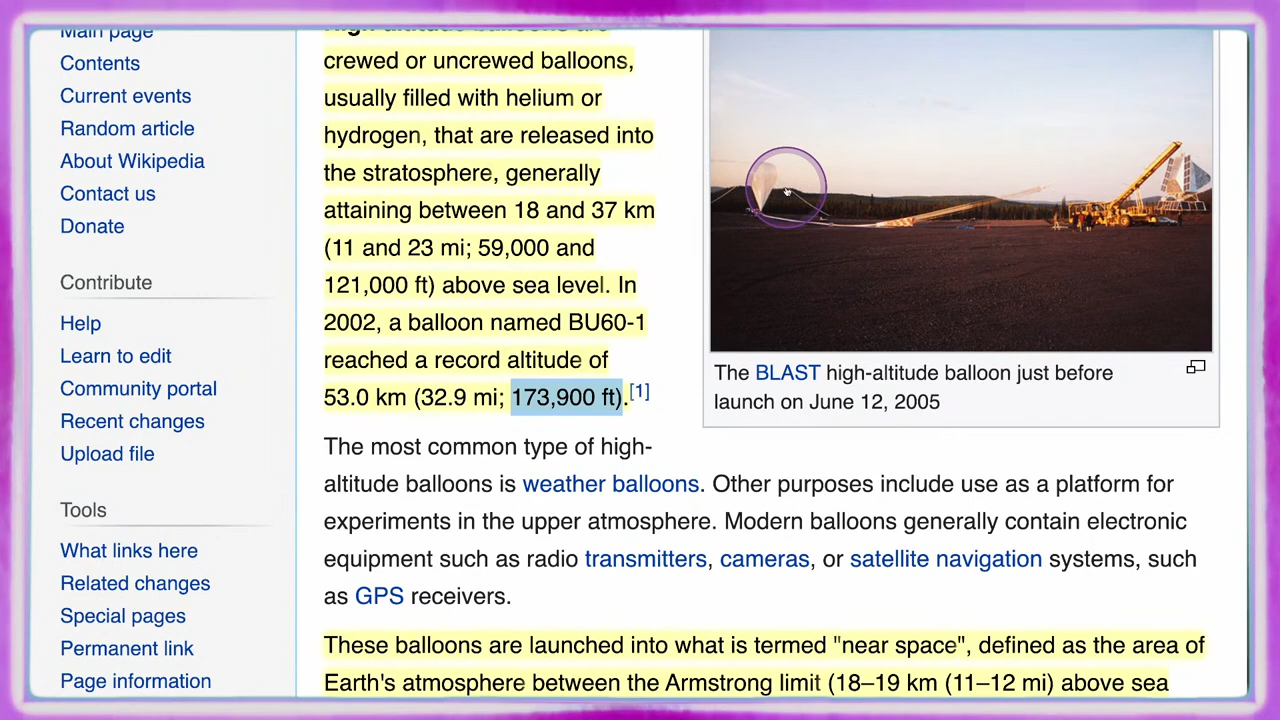 Main page
Contents
Current events
Random article
About Wikipedia
Contact us
Donate
Contribute
Help
Learn to edit
Community portal
Recent changes
Upload file
Tools
What links here
Related changes
Special pages
Permanent link
Page information
High-altitude balloons are
crewed or uncrewed balloons,
usually filled with helium or
hydrogen, that are released into
the stratosphere, generally
attaining between 18 and 37 km
(11 and 23 mi; 59,000 and
121,000 ft) above sea level. In
2002, a balloon named BU60-1
reached a record altitude of
53.0 km (32.9 mi; 173,900 ft).[1]
The BLAST high-altitude balloon just before
launch on June 12, 2005
The most common type of high-
altitude balloons is weather balloons. Other purposes include use as a platform for
experiments in the upper atmosphere. Modern balloons generally contain electronic
equipment such as radio transmitters, cameras, or satellite navigation systems, such
as GPS receivers.
These balloons are launched into what is termed "near space", defined as the area of
Earth's atmosphere between the Armstrong limit (18–19 km (11–12 mi) above sea